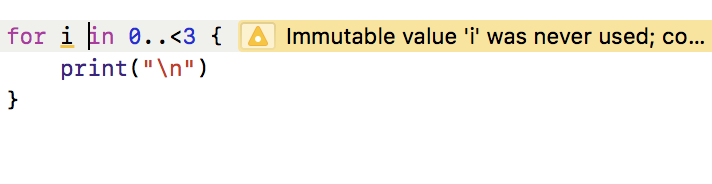 for i in 0..<3 { Immutable value 'i' was never used; co...
print("\n")
}